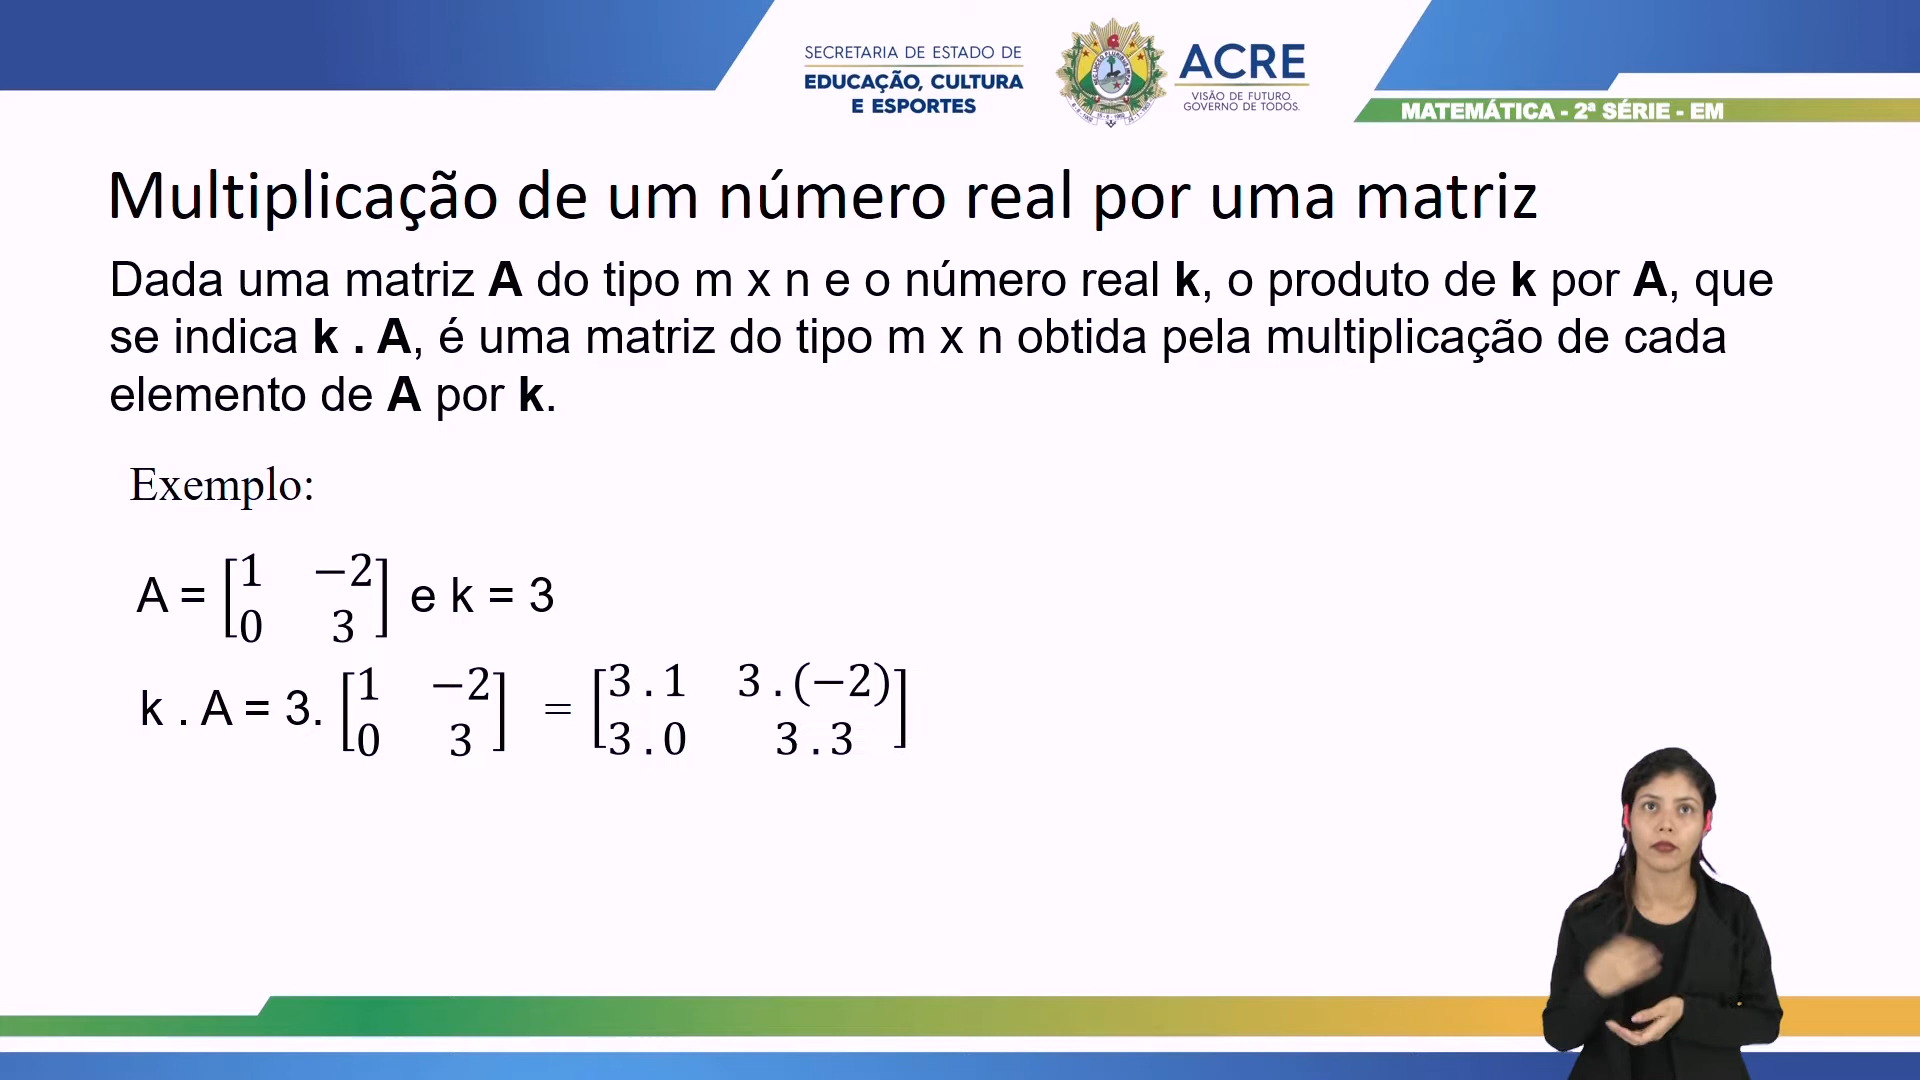 SECRETARIA DE ESTADO DE
EDUCAÇÃO, CULTURA
E ESPORTES
ACRE
VISÃO DE FUTURO.
GOVERNO DE TODOS.
MATEMÁTICA - 2ª SÉRIE - EM
Multiplicação de um número real por uma matriz
Dada uma matriz A do tipo m x n e o número real k, o produto de k por A, que
se indica k . A, é uma matriz do tipo m x n obtida pela multiplicação de cada
elemento de A por k.
Exemplo:
A = [1 −2
0 3] e k = 3
k . A = 3. [1 −2
0 3] = [3 . 1 3 . (−2)
3 . 0 3 . 3]